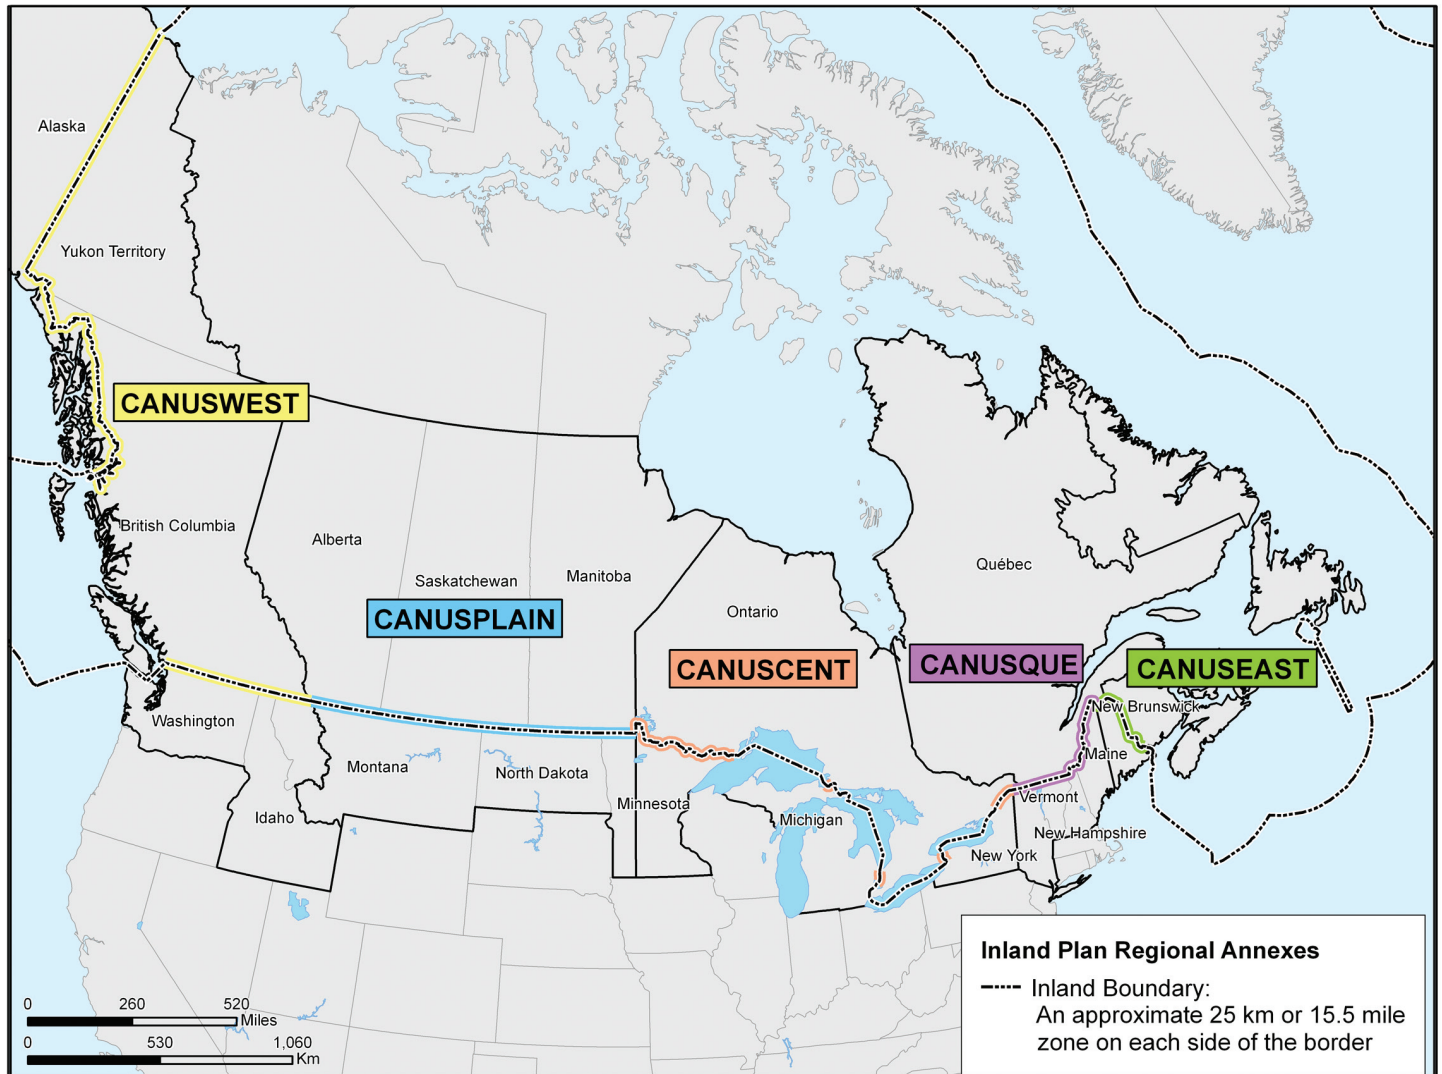 Alaska
Yukon Territory
CANUSWEST
British Columbia
Alberta
Saskatchewan
Manitoba
CANUSPLAIN
Ontario
Québec
CANUSCENT
CANUSQUE
CANUSEAST
New Brunswick
Washington
Montana
North Dakota
Maine
Idaho
Minnesota
Michigan
Vermont
New Hampshire
New York
Inland Plan Regional Annexes
Inland Boundary:
An approximate 25 km or 15.5 mile
zone on each side of the border
0 260 520
Miles
0 530 1,060
Km